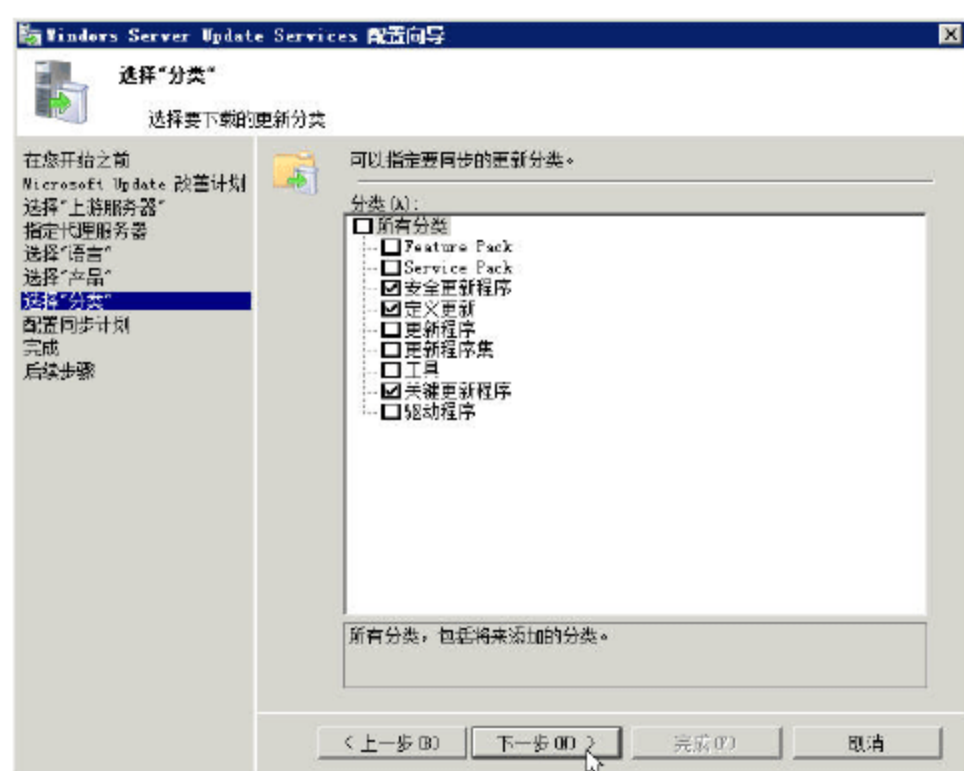 Windows Server Update Services 配置向导
选择“分类”
选择要下载的更新分类
在您开始之前
Microsoft Update 改善计划
选择“上游服务器”
指定代理服务器
选择“语言”
选择“产品”
选择“分类”
配置同步计划
完成
后续步骤
可以指定要同步的更新分类。
分类(A):
所有分类
Feature Pack
Service Pack
安全更新程序
定义更新
更新程序
更新程序集
工具
关键更新程序
驱动程序
所有分类，包括将来添加的分类。
< 上一步(B)
下一步(N) >
完成(F)
取消